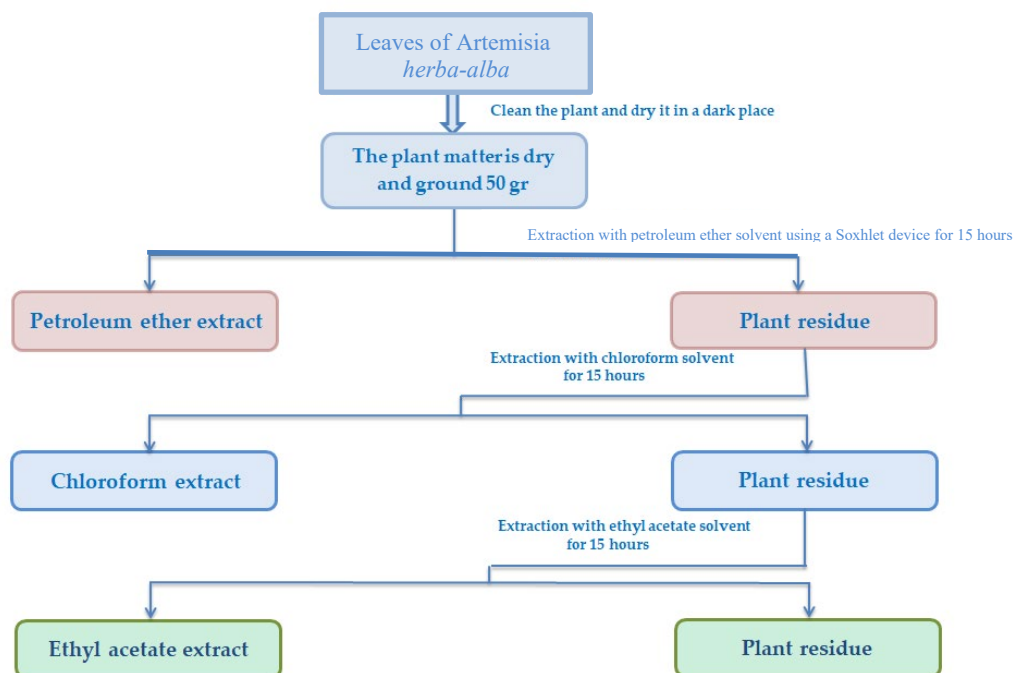 Leaves of Artemisia
herba-alba
Clean the plant and dry it in a dark place
The plant matter is dry
and ground 50 gr
Extraction with petroleum ether solvent using a Soxhlet device for 15 hours
Petroleum ether extract
Plant residue
Extraction with chloroform solvent
for 15 hours
Chloroform extract
Plant residue
Extraction with ethyl acetate solvent
for 15 hours
Ethyl acetate extract
Plant residue